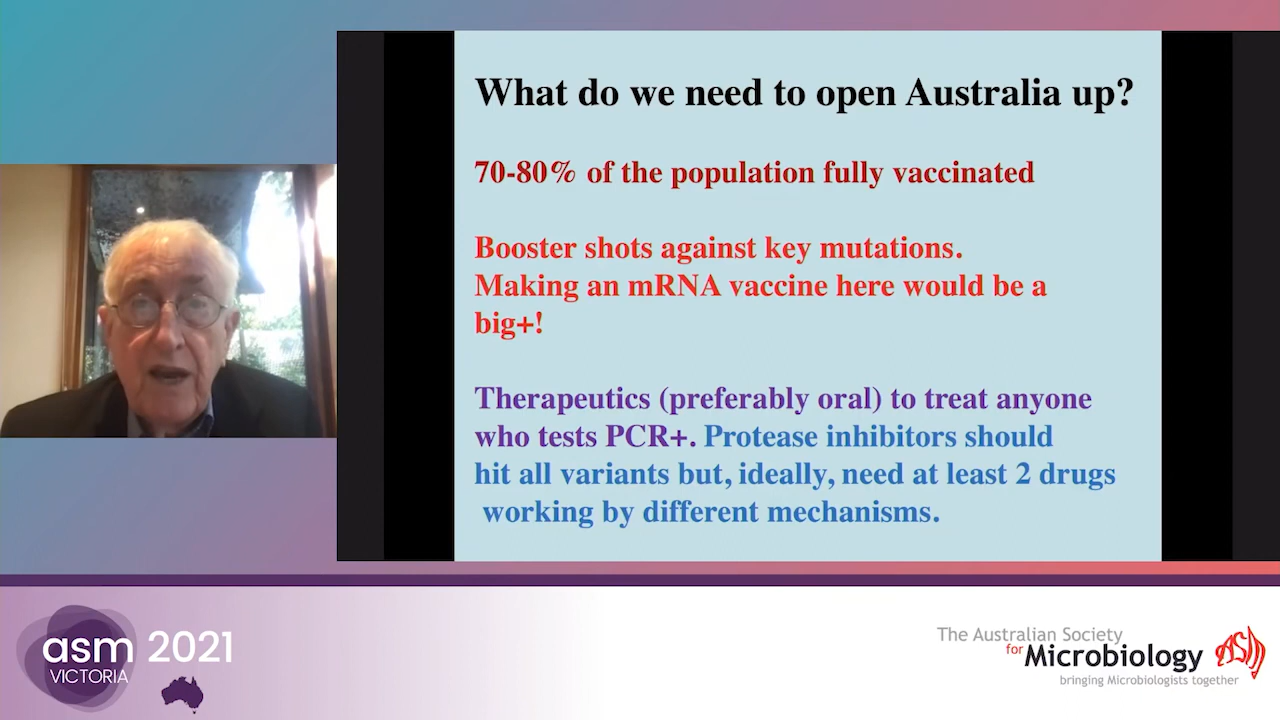 What do we need to open Australia up?
70-80% of the population fully vaccinated
Booster shots against key mutations.
Making an mRNA vaccine here would be a
big+!
Therapeutics (preferably oral) to treat anyone
who tests PCR+. Protease inhibitors should
hit all variants but, ideally, need at least 2 drugs
working by different mechanisms.
asm 2021
VICTORIA
The Australian Society
for Microbiology
bringing Microbiologists together
ASM